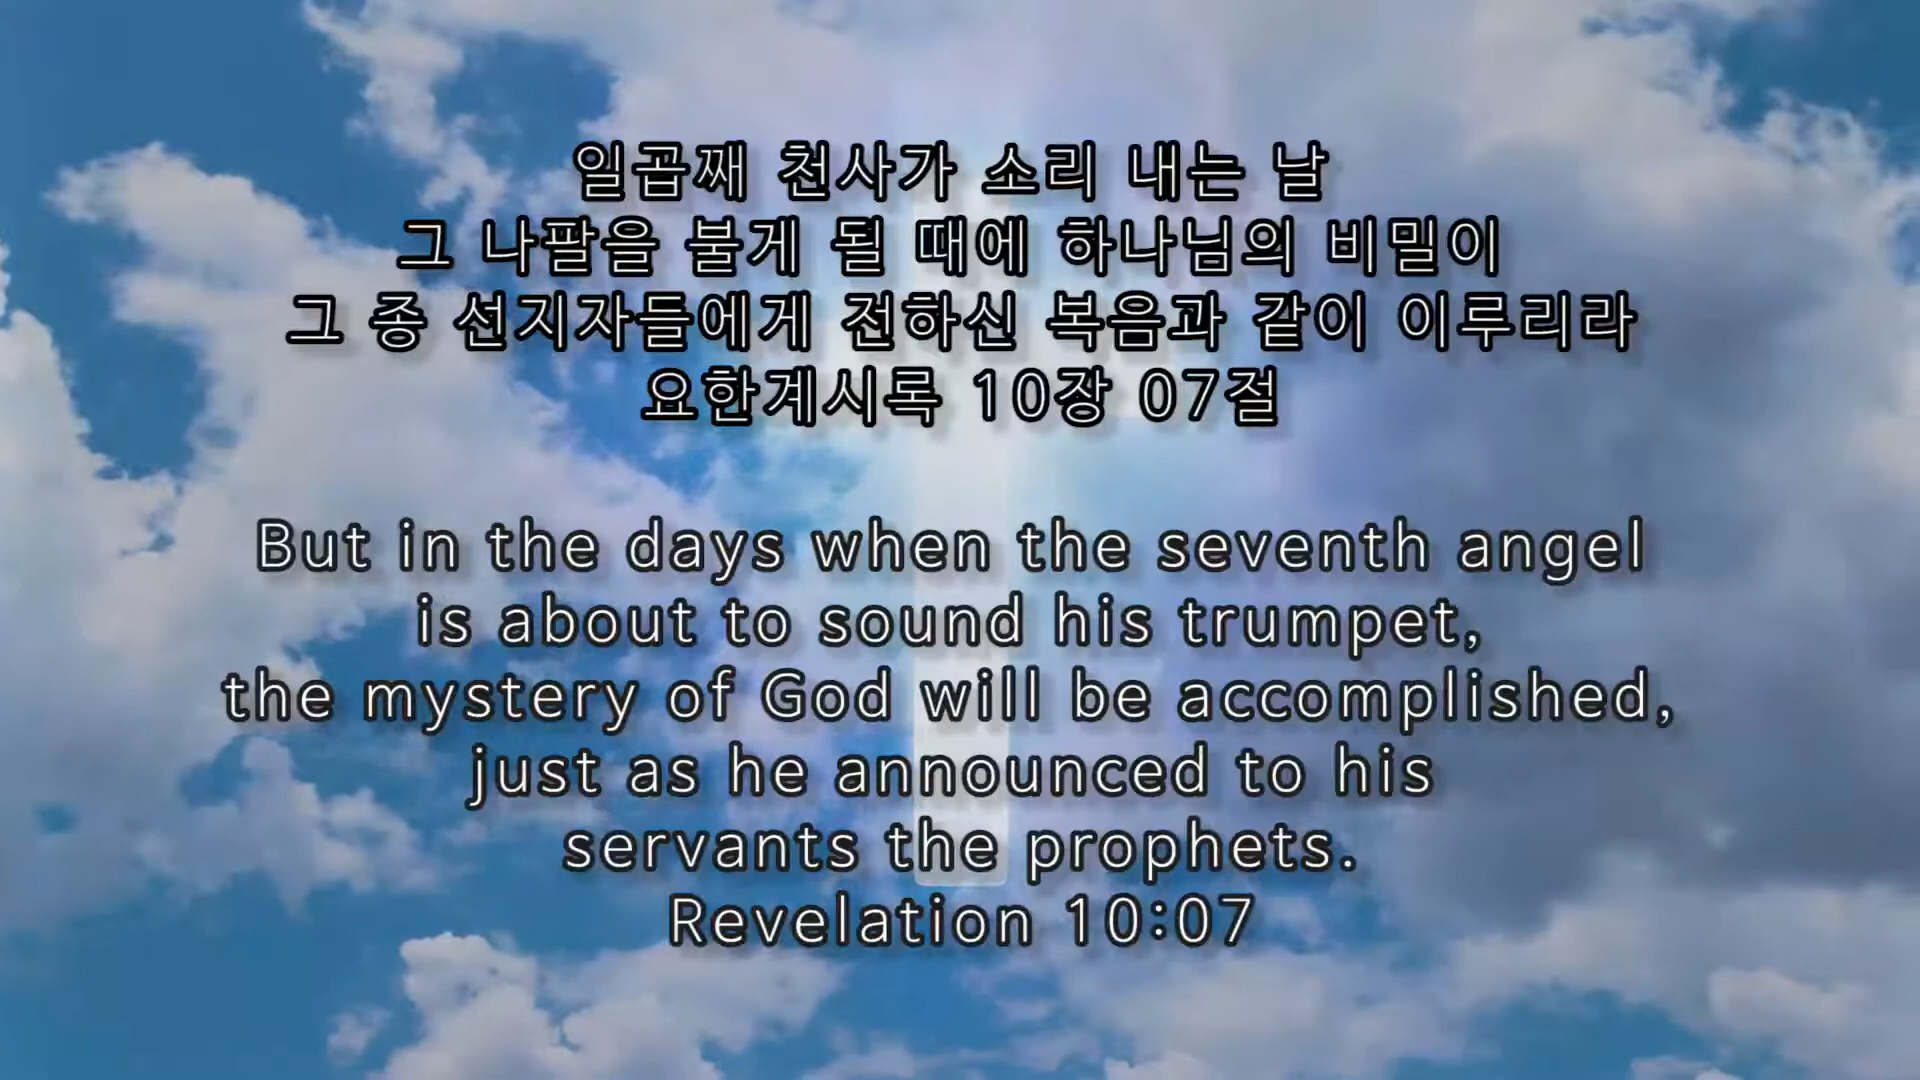 일곱째 천사가 소리 내는 날
그 나팔을 불게 될 때에 하나님의 비밀이
그 종 선지자들에게 전하신 복음과 같이 이루리라
요한계시록 10장 07절
But in the days when the seventh angel
is about to sound his trumpet,
the mystery of God will be accomplished,
just as he announced to his
servants the prophets.
Revelation 10:07